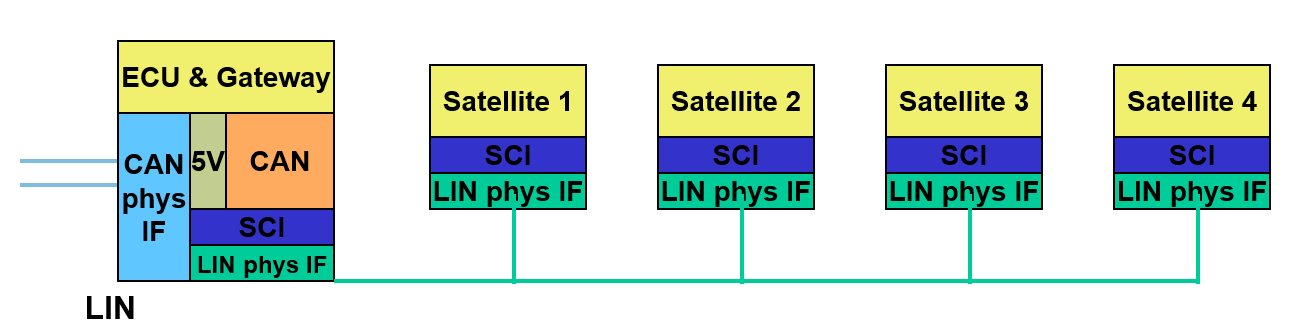 ECU & Gateway
CAN
phys
IF
5V
CAN
SCI
LIN phys IF
LIN
Satellite 1
SCI
LIN phys IF
Satellite 2
SCI
LIN phys IF
Satellite 3
SCI
LIN phys IF
Satellite 4
SCI
LIN phys IF